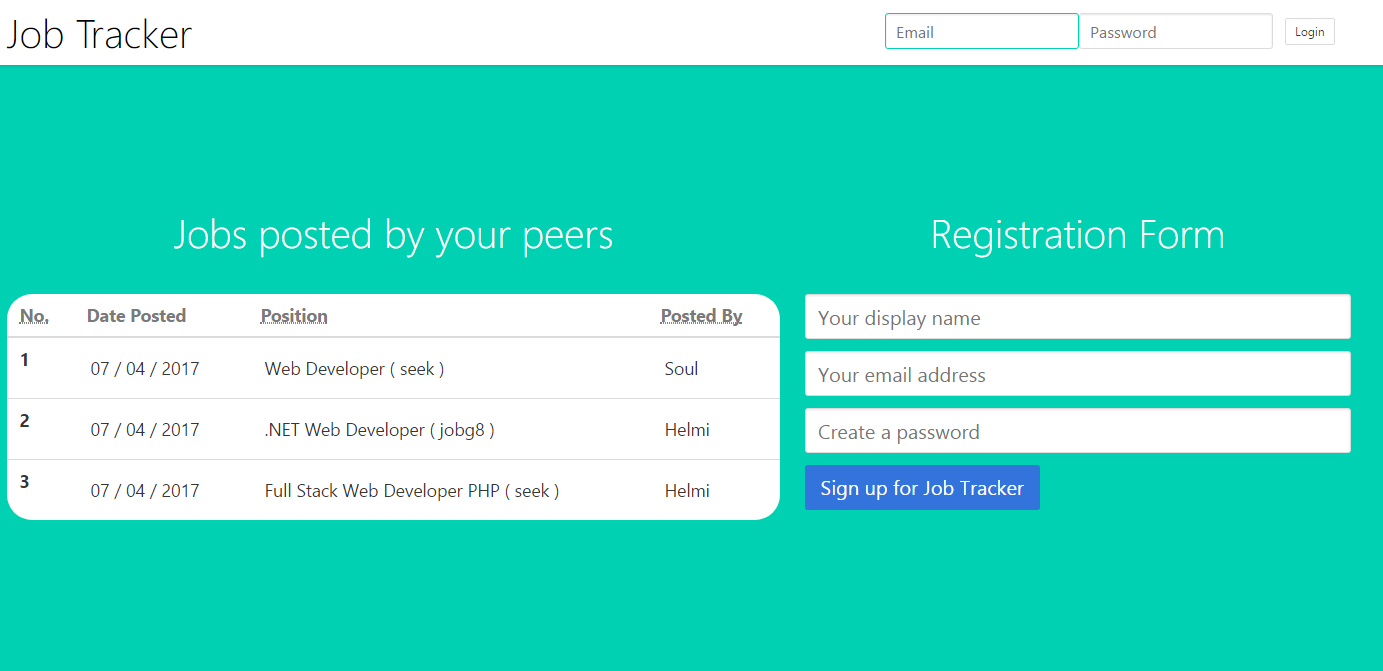 Job Tracker
Email Password Login
Jobs posted by your peers
No. Date Posted Position Posted By
1 07 / 04 / 2017 Web Developer ( seek ) Soul
2 07 / 04 / 2017 .NET Web Developer ( jobg8 ) Helmi
3 07 / 04 / 2017 Full Stack Web Developer PHP ( seek ) Helmi
Registration Form
Your display name
Your email address
Create a password
Sign up for Job Tracker